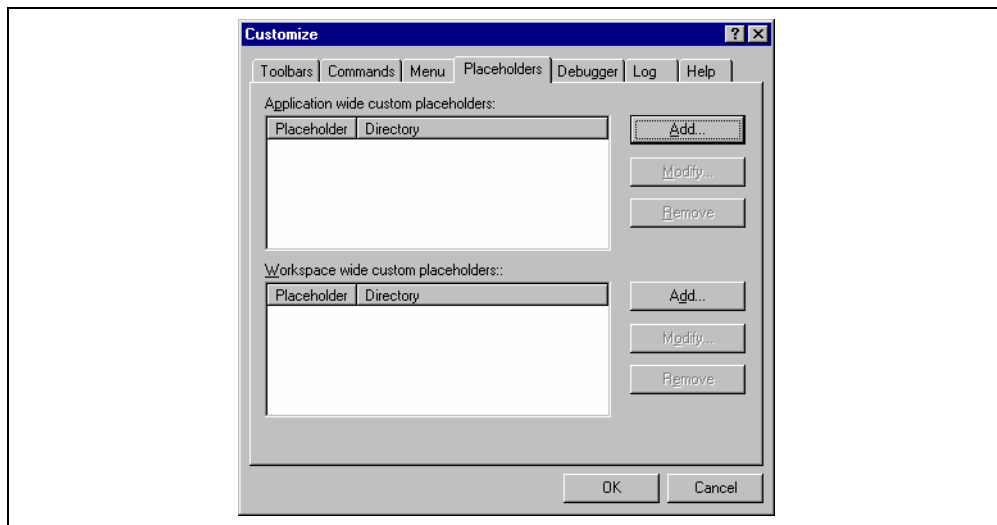 Customize
Toolbars Commands Menu Placeholders Debugger Log Help
Application wide custom placeholders:
Placeholder Directory
Add...
Modify...
Remove
Workspace wide custom placeholders::
Placeholder Directory
Add...
Modify...
Remove
OK Cancel